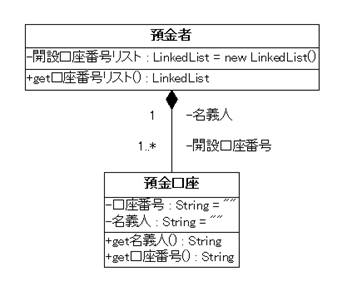 預金者
-開設口座番号リスト : LinkedList = new LinkedList()
+get口座番号リスト() : LinkedList
1 -名義人
1..* -開設口座番号
預金口座
-口座番号 : String = ""
-名義人 : String = ""
+get名義人() : String
+get口座番号() : String